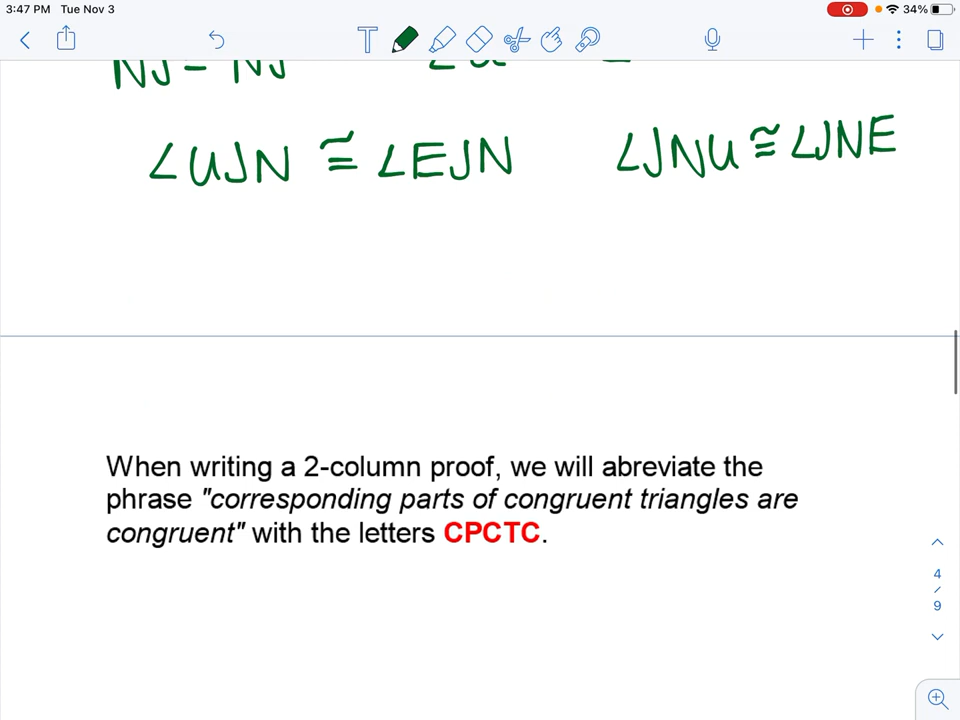 3:47 PM Tue Nov 3
34%
T
∠UJN ≅ ∠EJN ∠JNU ≅ ∠JNE
When writing a 2-column proof, we will abreviate the
phrase "corresponding parts of congruent triangles are
congruent" with the letters CPCTC.
4
/
9